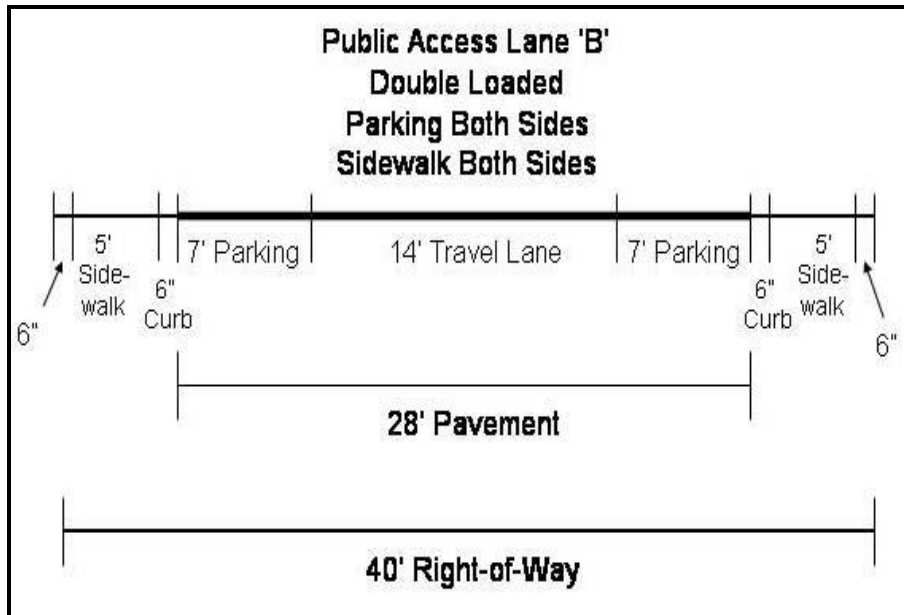 Public Access Lane 'B'
Double Loaded
Parking Both Sides
Sidewalk Both Sides
5'
Side-
walk
7' Parking
14' Travel Lane
7' Parking
5'
Side-
walk
6"
6"
Curb
6"
Curb
6"
28' Pavement
40' Right-of-Way